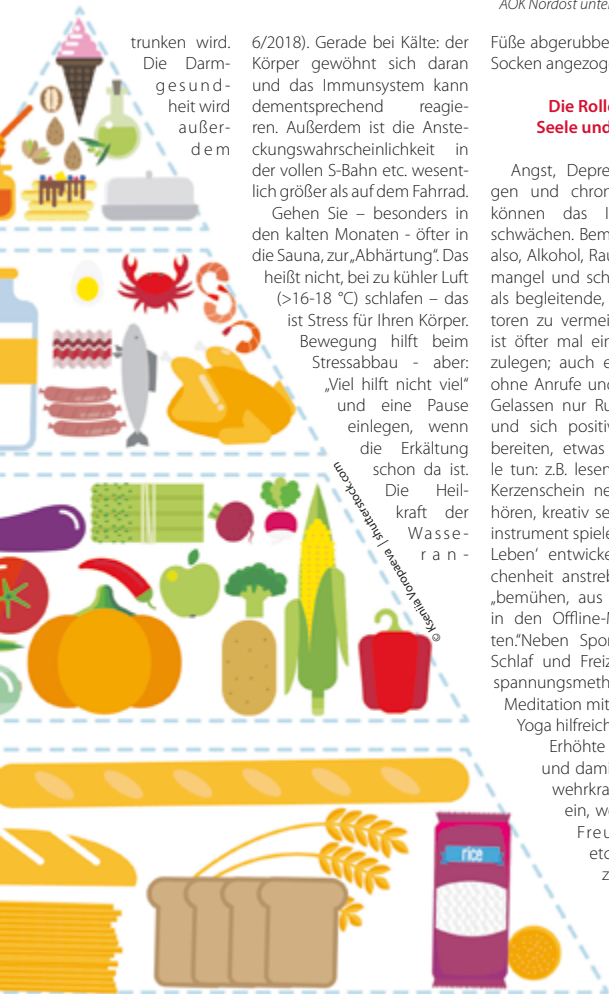 trunken wird.
Die Darm-
gesund-
heit wird
außer-
dem
6/2018). Gerade bei Kälte: der
Körper gewöhnt sich daran
und das Immunsystem kann
dementsprechend reagie-
ren. Außerdem ist die Anste-
ckungswahrscheinlichkeit in
der vollen S-Bahn etc. wesent-
lich größer als auf dem Fahrrad.
Gehen Sie – besonders in
den kalten Monaten - öfter in
die Sauna, zur „Abhärtung“. Das
heißt nicht, bei zu kühler Luft
(>16-18 °C) schlafen – das
ist Stress für Ihren Körper.
Bewegung hilft beim
Stressabbau - aber:
„Viel hilft nicht viel“
und eine Pause
einlegen, wenn
die Erkältung
schon da ist.
Die Heil-
kraft der
Wasse-
ran-
© Kseniia Voropaeva | shutterstock.com
AOK Nordost unter
Füße abgerubbe
Socken angezoge
Die Rolle
Seele und
Angst, Depre
gen und chron
können das I
schwächen. Bem
also, Alkohol, Rau
mangel und sch
als begleitende,
toren zu vermei
ist öfter mal ein
zulegen; auch e
ohne Anrufe und
Gelassen nur Ru
und sich positiv
bereiten, etwas
le tun: z.B. lesen
Kerzenschein ne
hören, kreativ se
instrument spiele
Leben‘ entwicke
chenheit anstreb
„bemühen, aus
in den Offline-M
ten.“Neben Spor
Schlaf und Freiz
spannungsmeth
Meditation mit
Yoga hilfreich
Erhöhte
und dami
wehrkra
ein, we
Freu
etc
z
rice